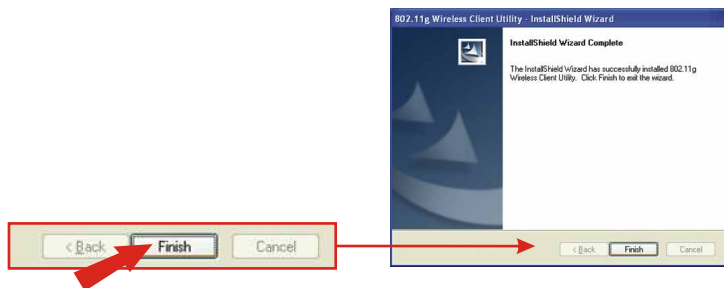 802.11g Wireless Client Utility - InstallShield Wizard
InstallShield Wizard Complete
The InstallShield Wizard has successfully installed 802.11g
Wireless Client Utility. Click Finish to exit the wizard.
< Back Finish Cancel
< Back Finish Cancel